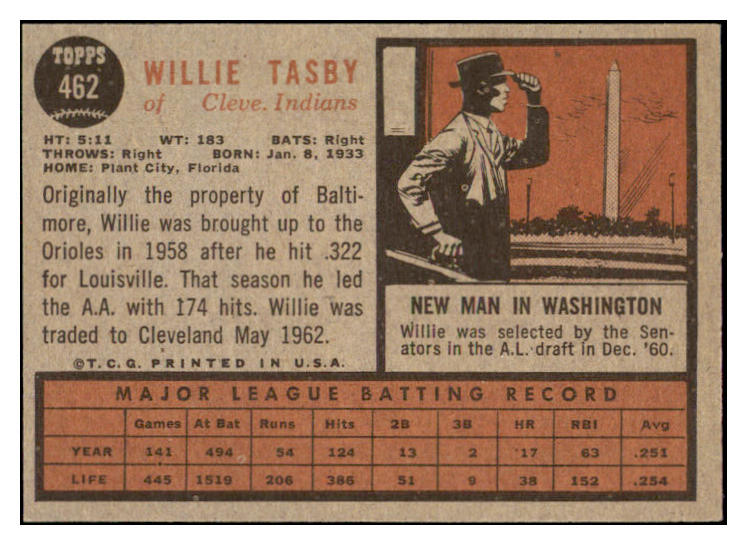 TOPPS
462
WILLIE TASBY
of Cleve. Indians
HT: 5:11 WT: 183 BATS: Right
THROWS: Right BORN: Jan. 8, 1933
HOME: Plant City, Florida
Originally the property of Balti-
more, Willie was brought up to the
Orioles in 1958 after he hit .322
for Louisville. That season he led
the A.A. with 174 hits. Willie was
traded to Cleveland May 1962.
©T.C.G. PRINTED IN U.S.A.
NEW MAN IN WASHINGTON
Willie was selected by the Sen-
ators in the A.L. draft in Dec. '60.
MAJOR LEAGUE BATTING RECORD
Games At Bat Runs Hits 2B 3B HR RBI Avg
YEAR 141 494 54 124 13 2 17 63 .251
LIFE 445 1519 206 386 51 9 38 152 .254